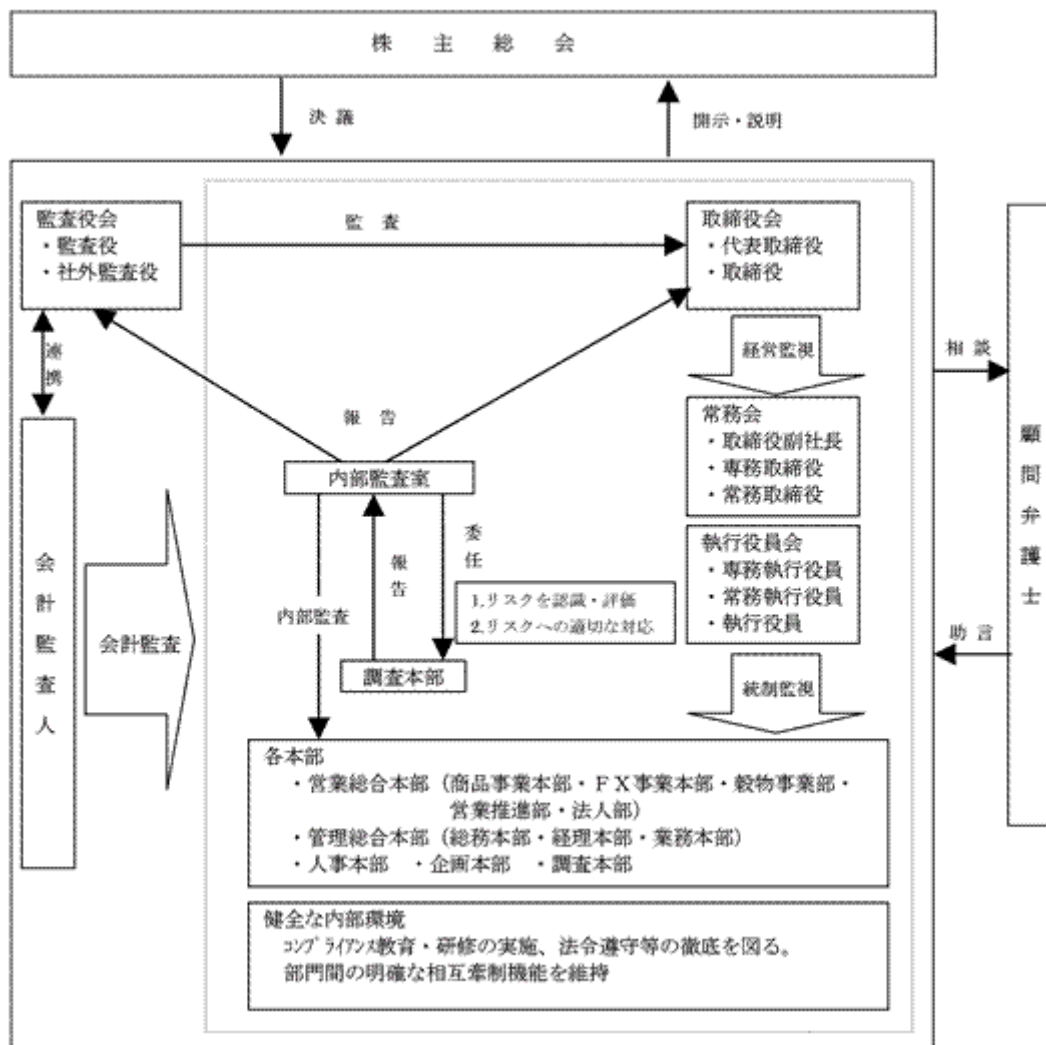 株主総会
決議
開示・説明
監査役会
・監査役
・社外監査役
監査
取締役会
・代表取締役
・取締役
連携
経営監視
相談
報告
常務会
・取締役副社長
・専務取締役
・常務取締役
内部監査室
顧問弁護士
会計監査人
会計監査
内部監査
報告
委任
1.リスクを認識・評価
2.リスクへの適切な対応
執行役員会
・専務執行役員
・常務執行役員
・執行役員
助言
調査本部
統制監視
各本部
・営業総合本部（商品事業本部・ＦＸ事業本部・穀物事業部・
営業推進部・法人部）
・管理総合本部（総務本部・経理本部・業務本部）
・人事本部　・企画本部　・調査本部
健全な内部環境
ｺﾝﾌﾟﾗｲｱﾝｽ教育・研修の実施、法令遵守等の徹底を図る。
部門間の明確な相互牽制機能を維持